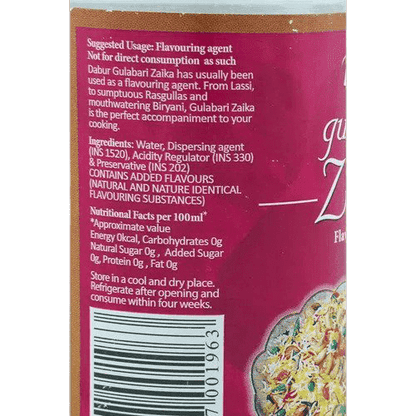 Suggested Usage: Flavouring agent
Not for direct consumption as such
Dabur Gulabari Zaika has usually been
used as a flavouring agent. From Lassi,
to sumptuous Rasgullas and
mouthwatering Biryani, Gulabari Zaika
is the perfect accompaniment to your
cooking.
Ingredients: Water, Dispersing agent
(INS 1520), Acidity Regulator (INS 330)
& Preservative (INS 202)
CONTAINS ADDED FLAVOURS
(NATURAL AND NATURE IDENTICAL
FLAVOURING SUBSTANCES)
Nutritional Facts per 100ml*
*Approximate value
Energy 0kcal, Carbohydrates 0g
Natural Sugar 0g , Added Sugar
0g, Protein 0g , Fat 0g
Store in a cool and dry place.
Refrigerate after opening and
consume within four weeks.
7001963
gu
Z
Flav